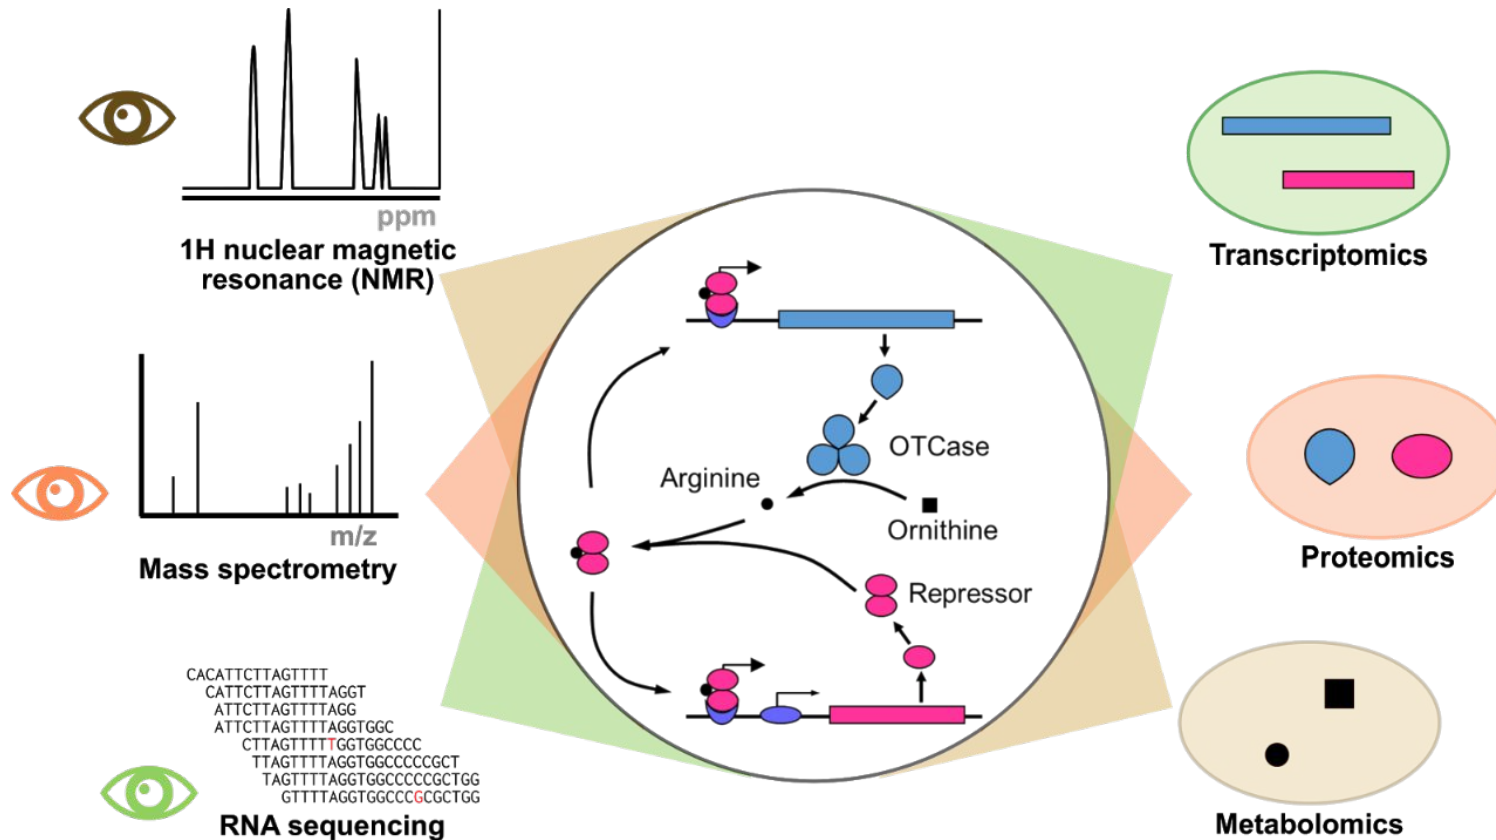 ppm
1H nuclear magnetic
resonance (NMR)
m/z
Mass spectrometry
CACATTCTTAGTTTT
CATTCTTAGTTTTAGGT
ATTCTTAGTTTTAGG
ATTCTTAGTTTTAGGTGGC
CTTAGTTTTTGGTGGCCCC
TTAGTTTTAGGTGGCCCCCGCT
TAGTTTTAGGTGGCCCCCGCTGG
GTTTTAGGTGGCCCGCGCTGG
RNA sequencing
OTCase
Arginine
Ornithine
Repressor
Transcriptomics
Proteomics
Metabolomics